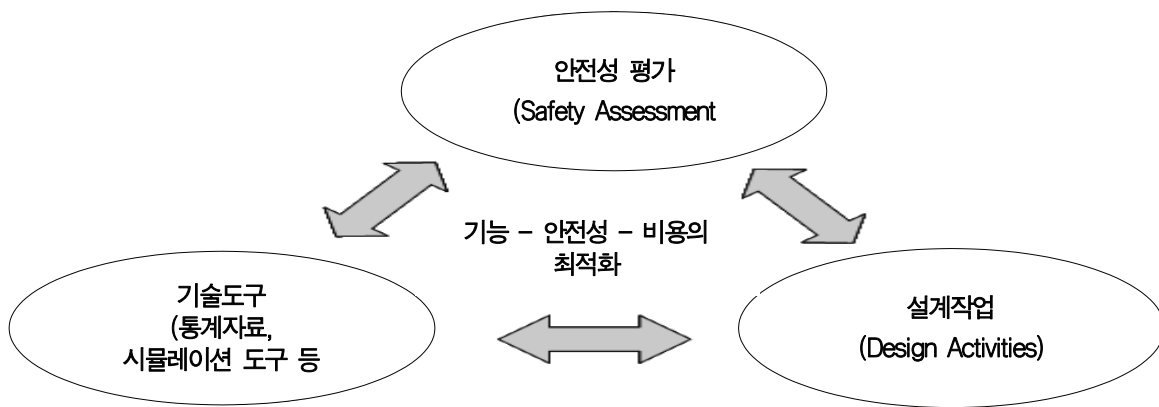 안전성 평가
(Safety Assessment
기능 - 안전성 - 비용의
최적화
기술도구
(통계자료,
시뮬레이션 도구 등
설계작업
(Design Activities)